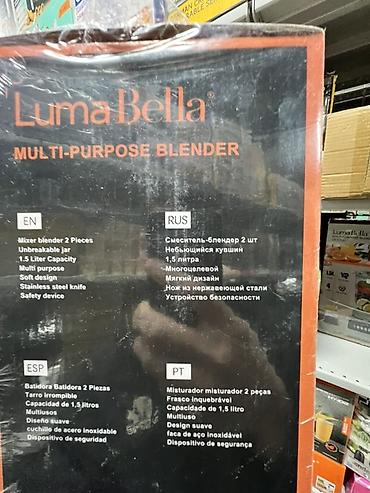 LumaBella®
MULTI-PURPOSE BLENDER
EN
Mixer blender 2 Pieces
Unbreakable jar
1.5 Liter Capacity
Multi purpose
Soft design
Stainless steel knife
Safety device
RUS
Смеситель-блендер 2 шт
Небьющийся кувшин
1,5 литра
Многоцелевой
Мягкий дизайн
Нож из нержавеющей стали
Устройство безопасности
ESP
Batidora Batidora 2 Piezas
Tarro irrompible
Capacidad de 1,5 litros
Multiusos
Diseño suave
cuchillo de acero inoxidable
Dispositivo de seguridad
PT
Misturador misturador 2 peças
Frasco inquebrável
Capacidade de 1,5 litro
Multiuso
Design suave
faca de aço inoxidável
Dispositivo de segurança
LumaBella